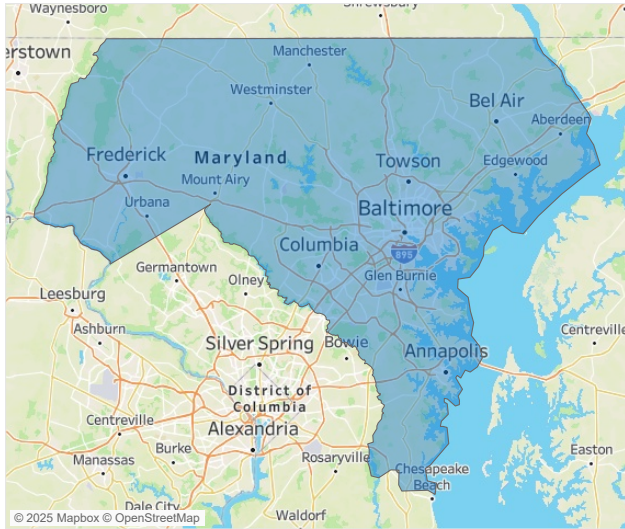 Waynesboro
Shrewsbury
erstown
Manchester
Westminster
Bel Air
Aberdeen
Frederick
Maryland
Towson
Edgewood
Mount Airy
Urbana
Baltimore
Columbia
895
Germantown
Glen Burnie
Olney
Leesburg
Ashburn
Centreville
Silver Spring
Bowie
Annapolis
District of
Columbia
Centreville
Alexandria
Burke
Rosaryville
Easton
Manassas
Chesapeake
Beach
Dale City
Waldorf
© 2025 Mapbox © OpenStreetMap